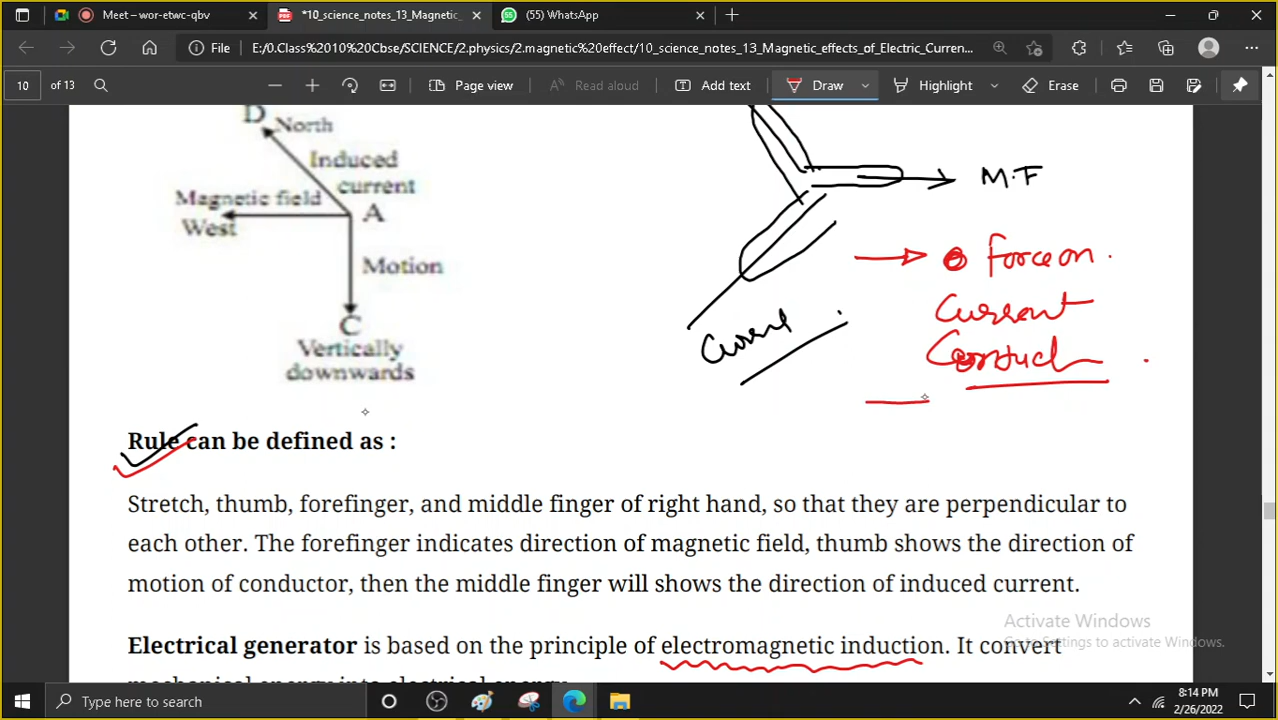 Meet – wor-etwc-qbv
*10_science_notes_13_Magnetic_
(55) WhatsApp
File
E:/0.Class%2010%20Cbse/SCIENCE/2.physics/2.magnetic%20effect/10_science_notes_13_Magnetic_effects_of_Electric_Curren...
10 of 13
Page view
Read aloud
Add text
Draw
Highlight
Erase
D
North
Induced
current
Magnetic field
West
A
Motion
C
Vertically
downwards
M.F
Force on
Current
Current
Rule can be defined as :
Stretch, thumb, forefinger, and middle finger of right hand, so that they are perpendicular to
each other. The forefinger indicates direction of magnetic field, thumb shows the direction of
motion of conductor, then the middle finger will shows the direction of induced current.
Electrical generator is based on the principle of electromagnetic induction. It convert
mechanical energy into electrical energy.
Activate Windows
Go to Settings to activate Windows.
Type here to search
8:14 PM
2/26/2022